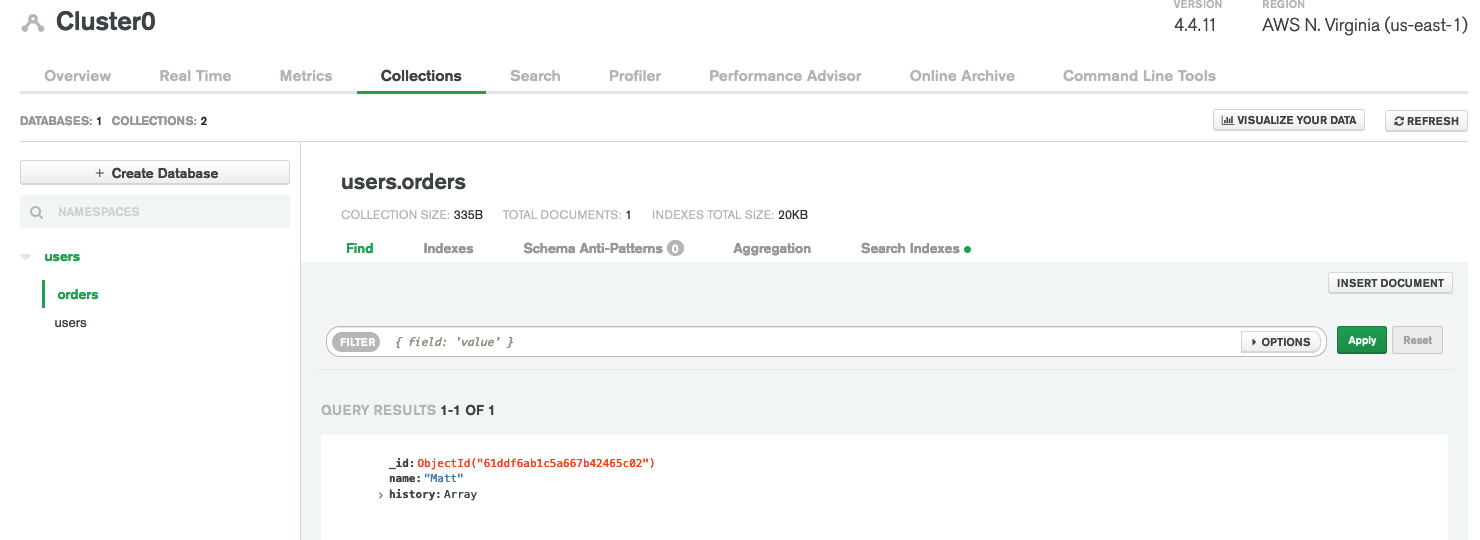 Cluster0
VERSION
4.4.11
REGION
AWS N. Virginia (us-east-1)
Overview Real Time Metrics Collections Search Profiler Performance Advisor Online Archive Command Line Tools
DATABASES: 1 COLLECTIONS: 2
VISUALIZE YOUR DATA
REFRESH
+ Create Database
NAMESPACES
users
orders
users
users.orders
COLLECTION SIZE: 335B TOTAL DOCUMENTS: 1 INDEXES TOTAL SIZE: 20KB
Find Indexes Schema Anti-Patterns 0 Aggregation Search Indexes
INSERT DOCUMENT
FILTER { field: 'value' } OPTIONS Apply Reset
QUERY RESULTS 1-1 OF 1
_id: ObjectId("61ddf6ab1c5a667b42465c02")
name: "Matt"
history: Array